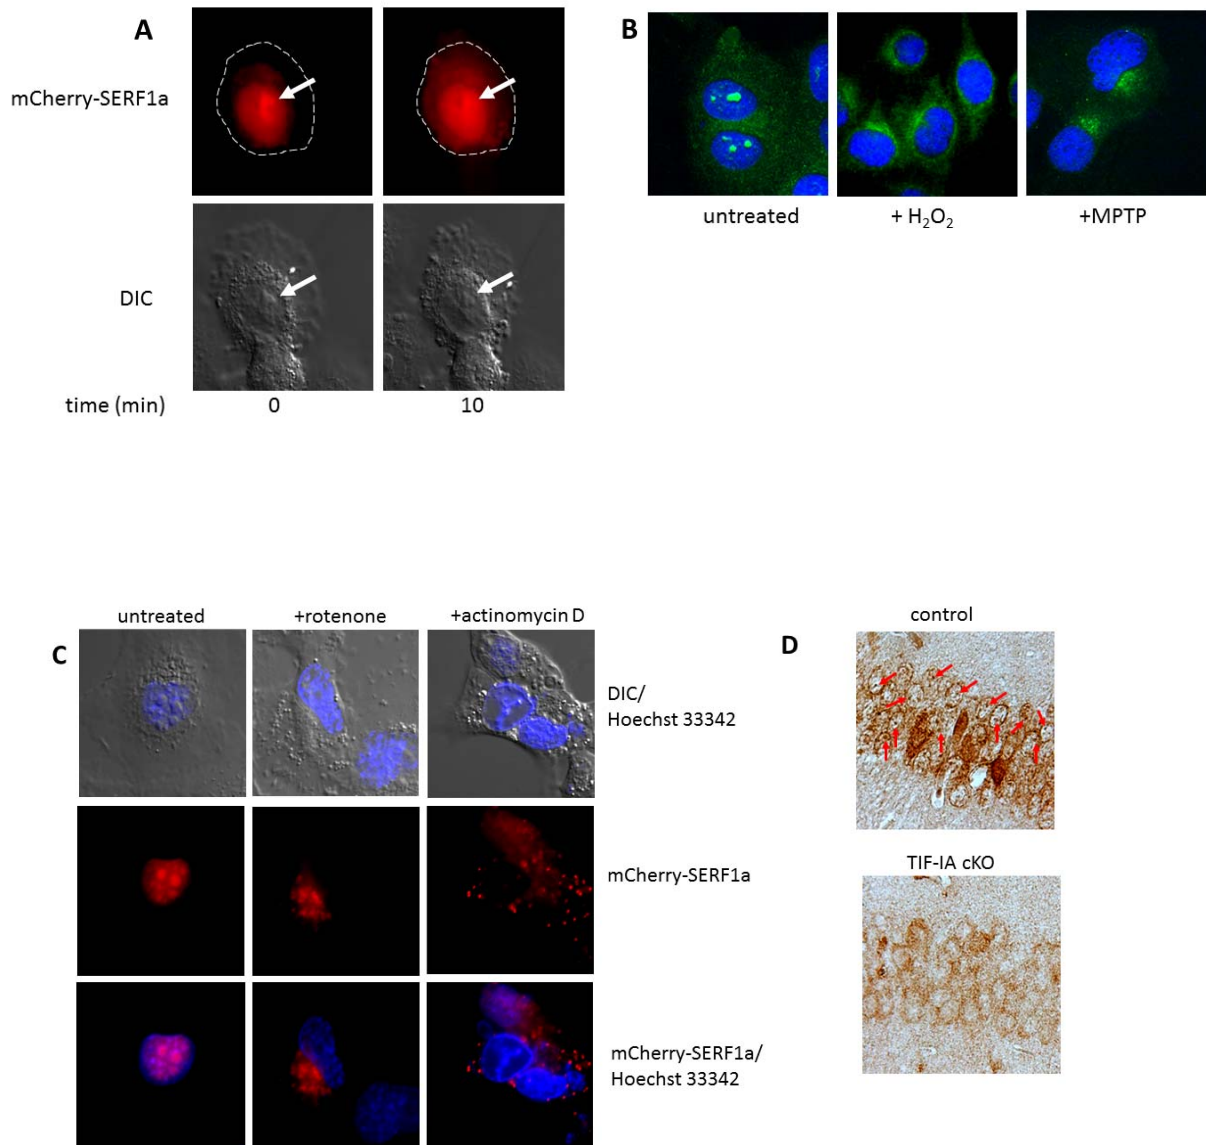 A
mCherry-SERF1a
DIC
time (min)
0
10
B
untreated
+ H₂O₂
+MPTP
C
untreated
+rotenone
+actinomycin D
DIC/
Hoechst 33342
mCherry-SERF1a
mCherry-SERF1a/
Hoechst 33342
D
control
TIF-IA cKO